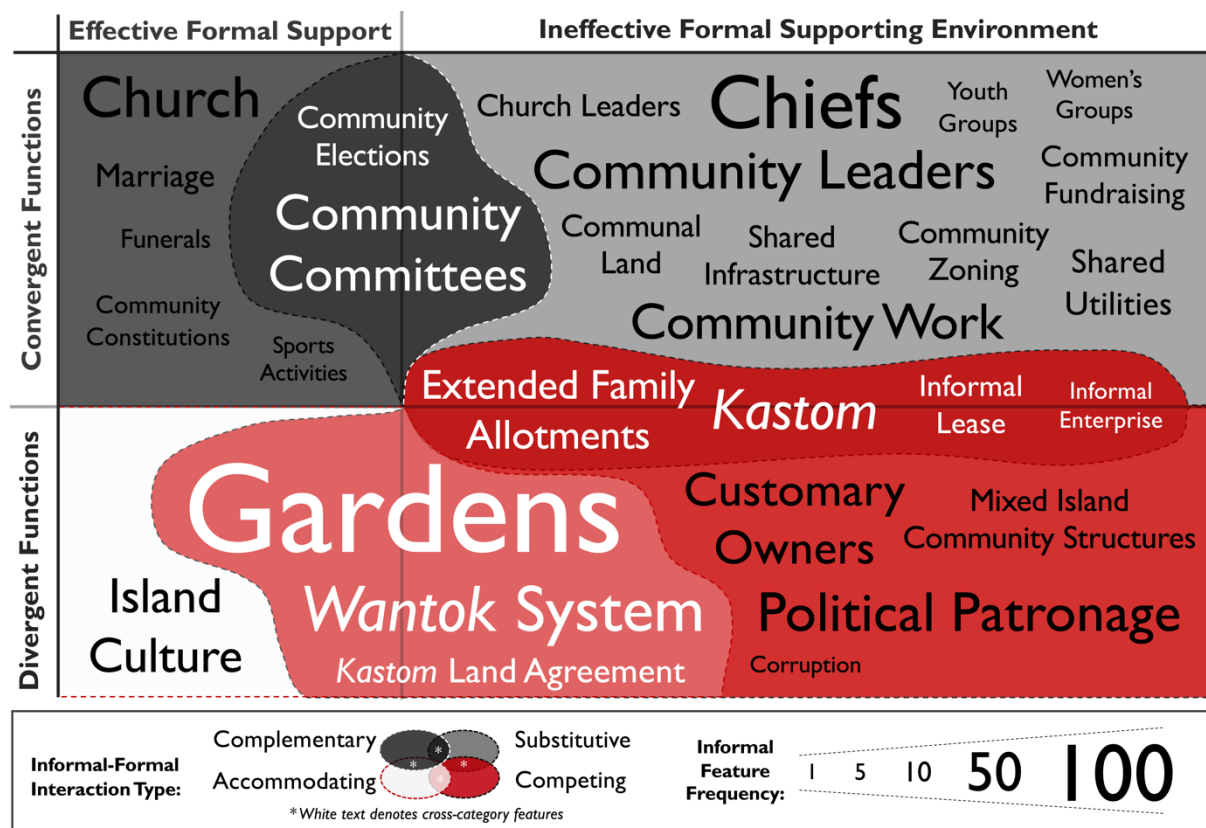 Effective Formal Support
Ineffective Formal Supporting Environment
Convergent Functions
Church
Marriage
Funerals
Community
Constitutions
Sports
Activities
Community
Elections
Community
Committees
Church Leaders
Chiefs
Youth
Groups
Women's
Groups
Community Leaders
Community
Fundraising
Communal
Land
Shared
Infrastructure
Community
Zoning
Shared
Utilities
Community Work
Extended Family
Allotments
Kastom
Informal
Lease
Informal
Enterprise
Divergent Functions
Gardens
Wantok System
Kastom Land Agreement
Island
Culture
Customary
Owners
Mixed Island
Community Structures
Political Patronage
Corruption
Informal-Formal
Interaction Type:
Complementary
Substitutive
Accommodating
Competing
* * * *
*White text denotes cross-category features
Informal
Feature
Frequency:
1 5 10 50 100